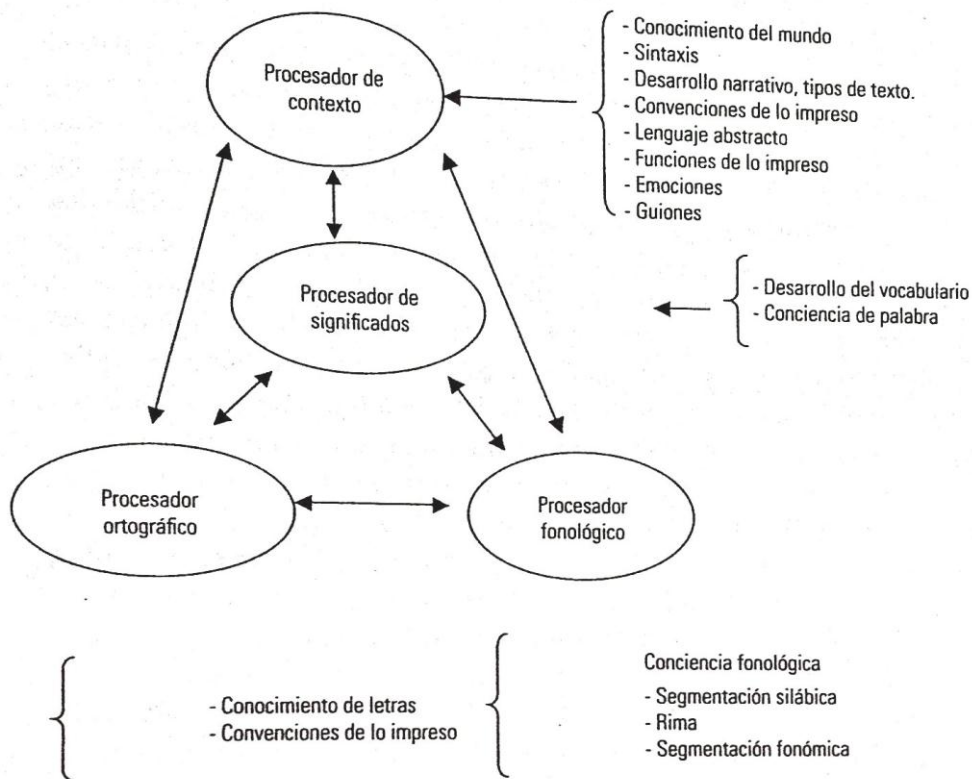 Procesador de
contexto
- Conocimiento del mundo
- Sintaxis
- Desarrollo narrativo, tipos de texto.
- Convenciones de lo impreso
- Lenguaje abstracto
- Funciones de lo impreso
- Emociones
- Guiones
Procesador de
significados
- Desarrollo del vocabulario
- Conciencia de palabra
Procesador
ortográfico
Procesador
fonológico
- Conocimiento de letras
- Convenciones de lo impreso
Conciencia fonológica
- Segmentación silábica
- Rima
- Segmentación fonómica